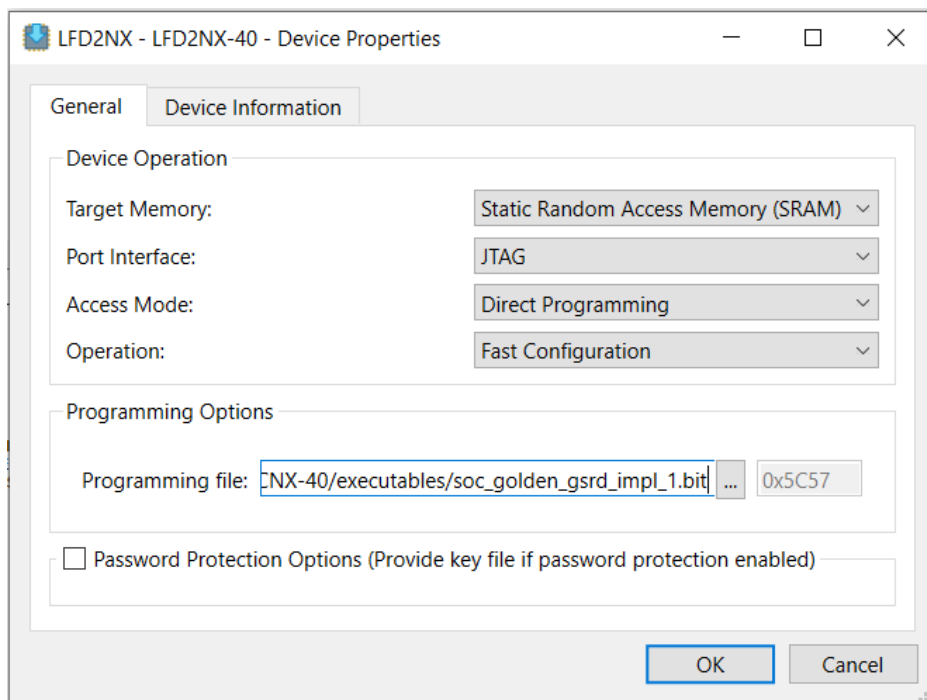 LFD2NX - LFD2NX-40 - Device Properties
General
Device Information
Device Operation
Target Memory:
Static Random Access Memory (SRAM)
Port Interface:
JTAG
Access Mode:
Direct Programming
Operation:
Fast Configuration
Programming Options
Programming file:
CNX-40/executables/soc_golden_gsrd_impl_1.bit
...
0x5C57
Password Protection Options (Provide key file if password protection enabled)
OK
Cancel